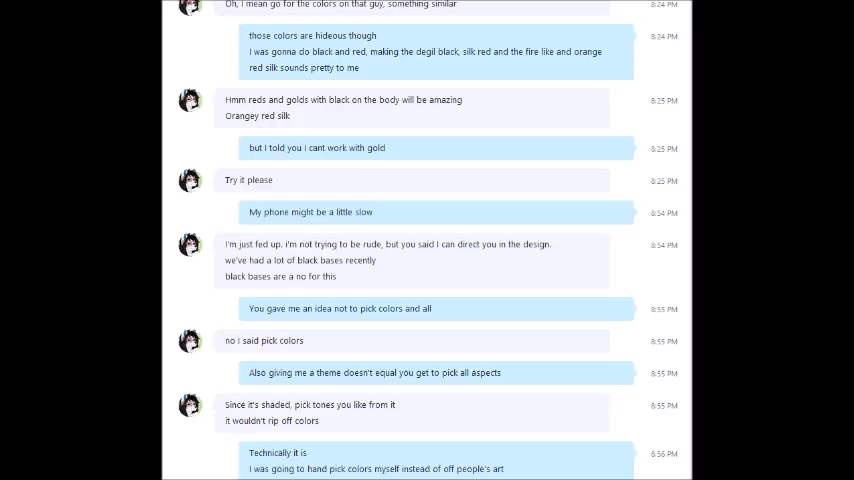 Oh, I mean go for the colors on that guy, something similar
8:24 PM
those colors are hideous though
8:24 PM
I was gonna do black and red, making the degil black, silk red and the fire like and orange
red silk sounds pretty to me
Hmm reds and golds with black on the body will be amazing
8:25 PM
Orangey red silk
but I told you I cant work with gold
8:25 PM
Try it please
8:25 PM
My phone might be a little slow
8:54 PM
I'm just fed up. i'm not trying to be rude, but you said I can direct you in the design.
8:54 PM
we've had a lot of black bases recently
black bases are a no for this
You gave me an idea not to pick colors and all
8:55 PM
no I said pick colors
8:55 PM
Also giving me a theme doesn't equal you get to pick all aspects
8:55 PM
Since it's shaded, pick tones you like from it
8:55 PM
it wouldn't rip off colors
Technically it is
8:56 PM
I was going to hand pick colors myself instead of off people's art